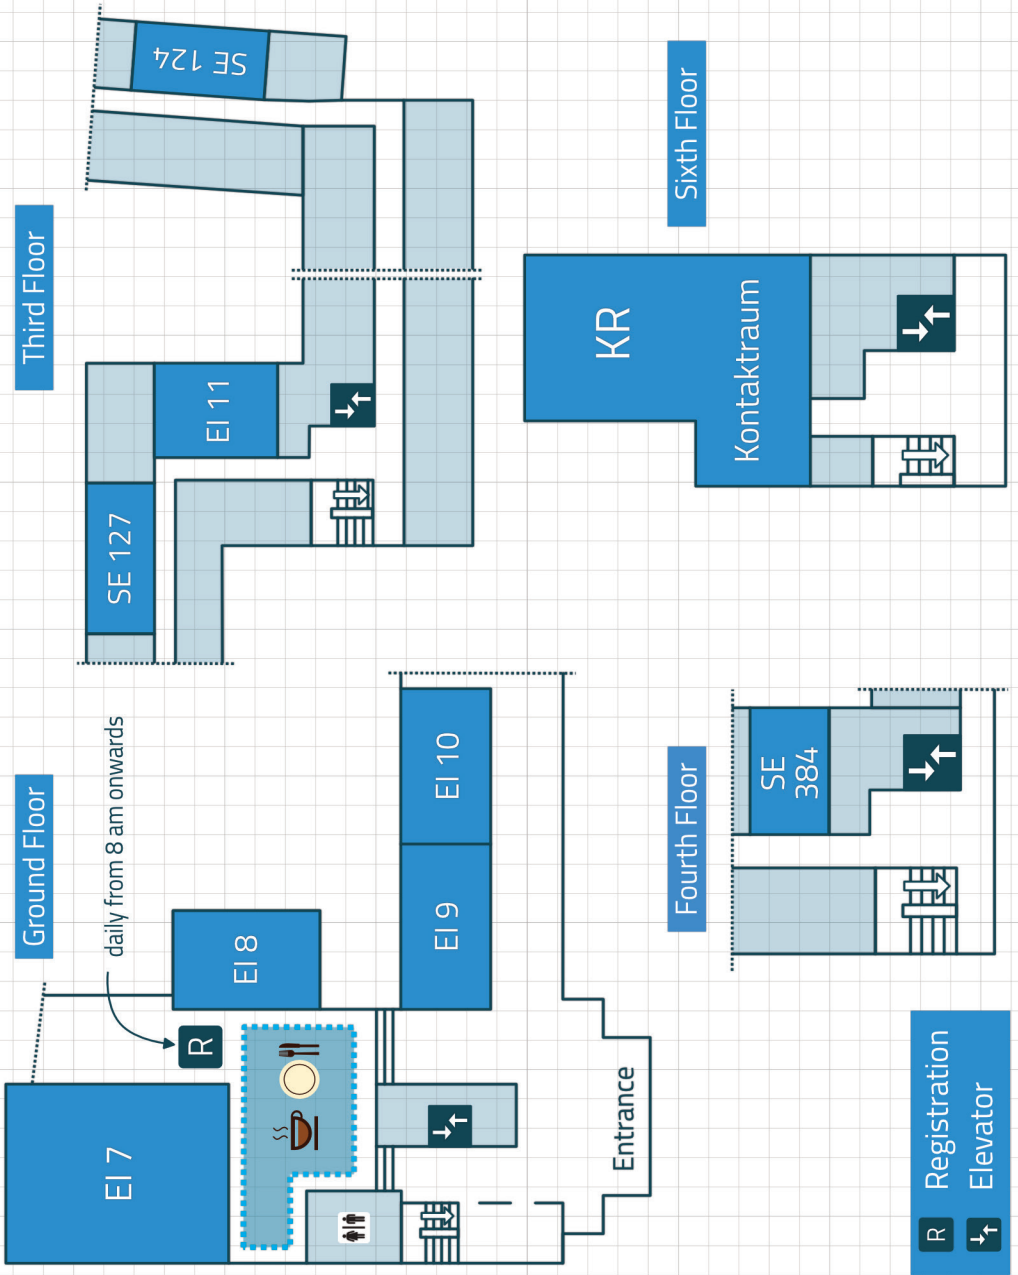 Ground Floor
daily from 8 am onwards
EI 7
R
EI 8
EI 9
EI 10
Entrance
Third Floor
SE 127
EI 11
SE 124
Fourth Floor
SE
384
Sixth Floor
KR
Kontaktraum
R Registration
Elevator